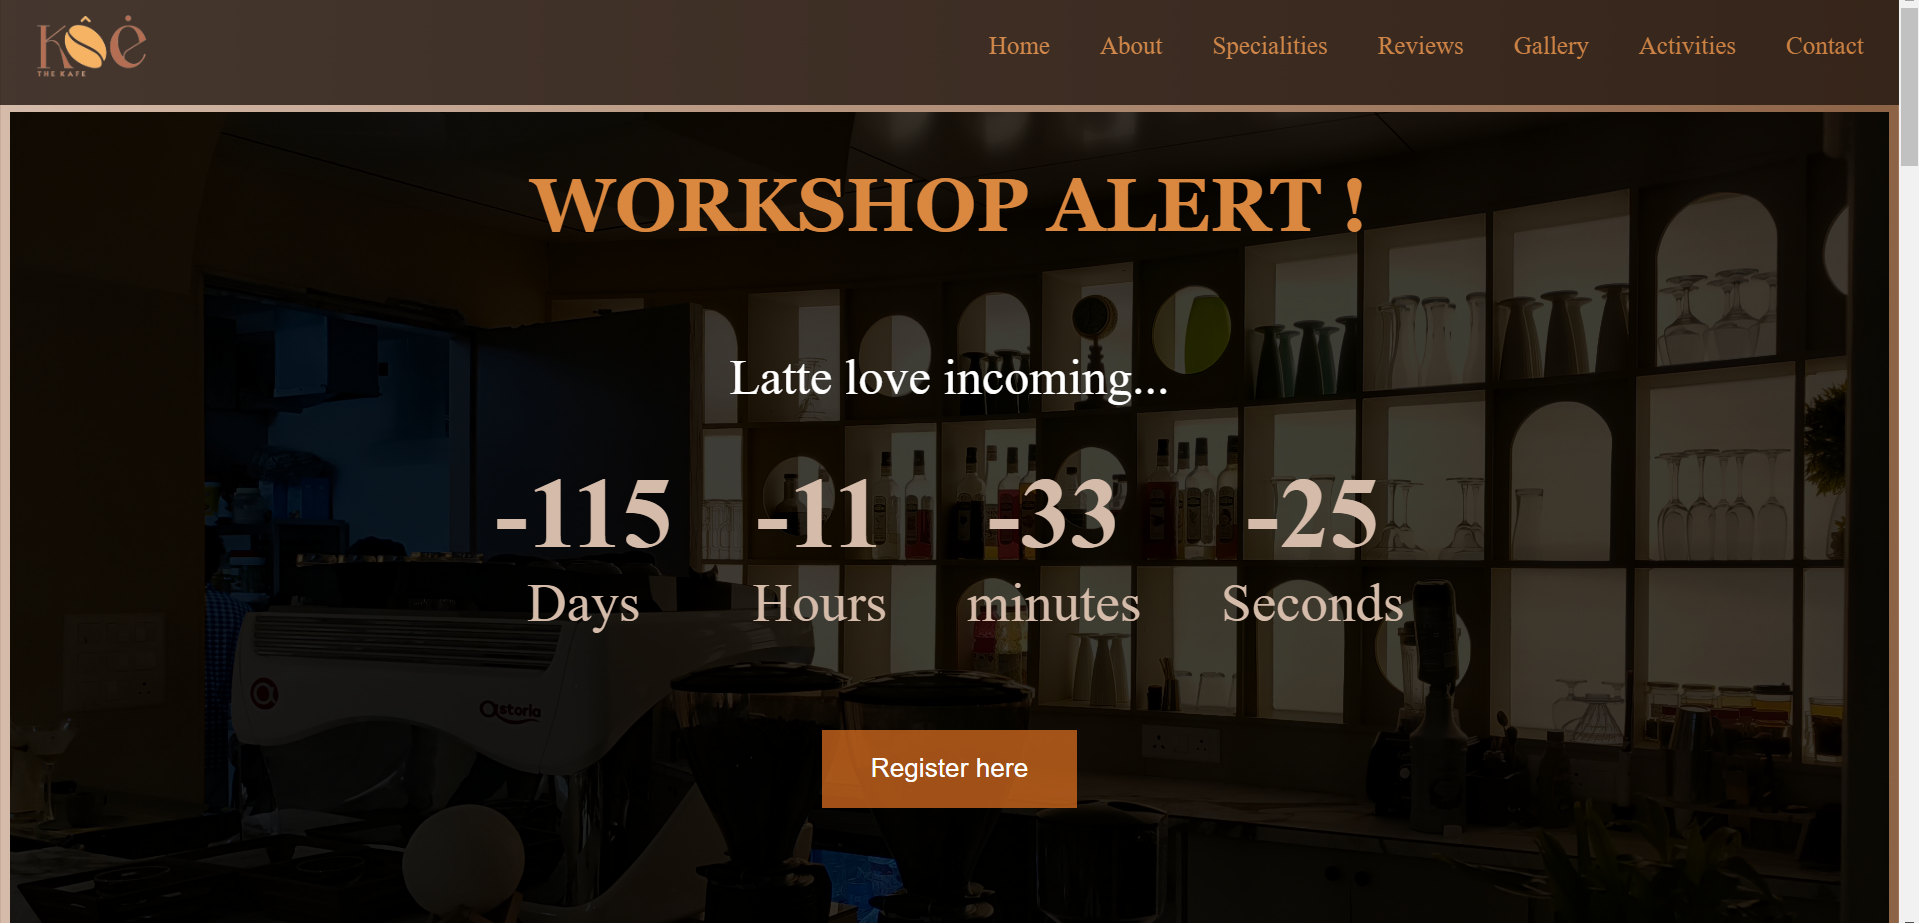 Kôė
THE KAFE
Home About Specialities Reviews Gallery Activities Contact
WORKSHOP ALERT !
Latte love incoming...
-115 -11 -33 -25
Days Hours minutes Seconds
astoria
Register here